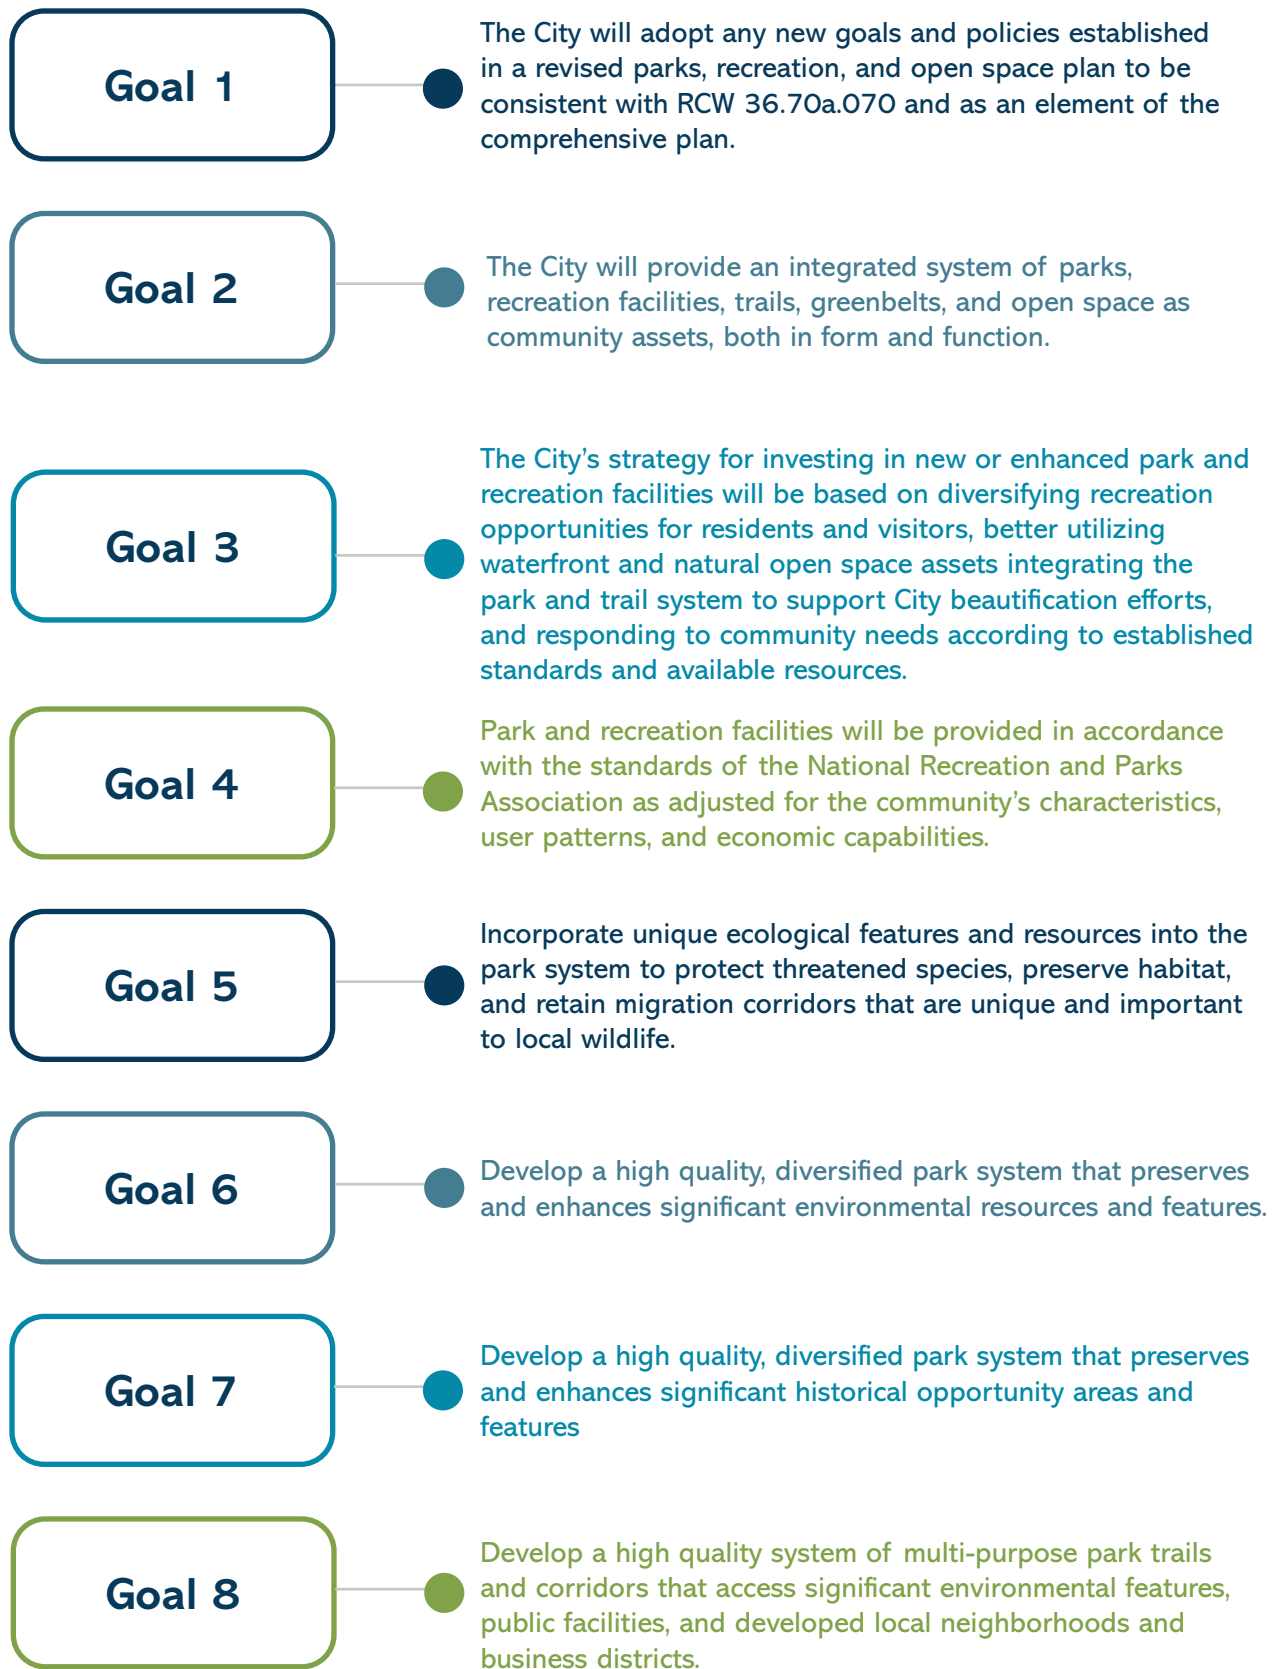 Goal 1
The City will adopt any new goals and policies established
in a revised parks, recreation, and open space plan to be
consistent with RCW 36.70a.070 and as an element of the
comprehensive plan.
Goal 2
The City will provide an integrated system of parks,
recreation facilities, trails, greenbelts, and open space as
community assets, both in form and function.
Goal 3
The City’s strategy for investing in new or enhanced park and
recreation facilities will be based on diversifying recreation
opportunities for residents and visitors, better utilizing
waterfront and natural open space assets integrating the
park and trail system to support City beautification efforts,
and responding to community needs according to established
standards and available resources.
Goal 4
Park and recreation facilities will be provided in accordance
with the standards of the National Recreation and Parks
Association as adjusted for the community’s characteristics,
user patterns, and economic capabilities.
Goal 5
Incorporate unique ecological features and resources into the
park system to protect threatened species, preserve habitat,
and retain migration corridors that are unique and important
to local wildlife.
Goal 6
Develop a high quality, diversified park system that preserves
and enhances significant environmental resources and features.
Goal 7
Develop a high quality, diversified park system that preserves
and enhances significant historical opportunity areas and
features
Goal 8
Develop a high quality system of multi-purpose park trails
and corridors that access significant environmental features,
public facilities, and developed local neighborhoods and
business districts.